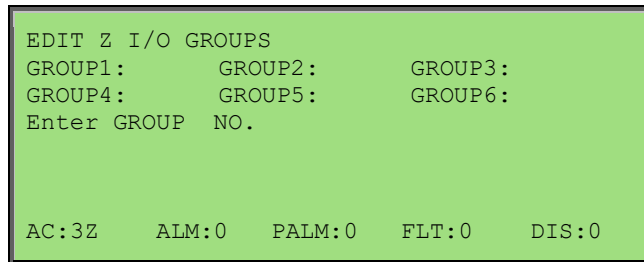 EDIT Z I/O GROUPS
GROUP1: GROUP2: GROUP3:
GROUP4: GROUP5: GROUP6:
Enter GROUP NO.
AC:3Z ALM:0 PALM:0 FLT:0 DIS:0